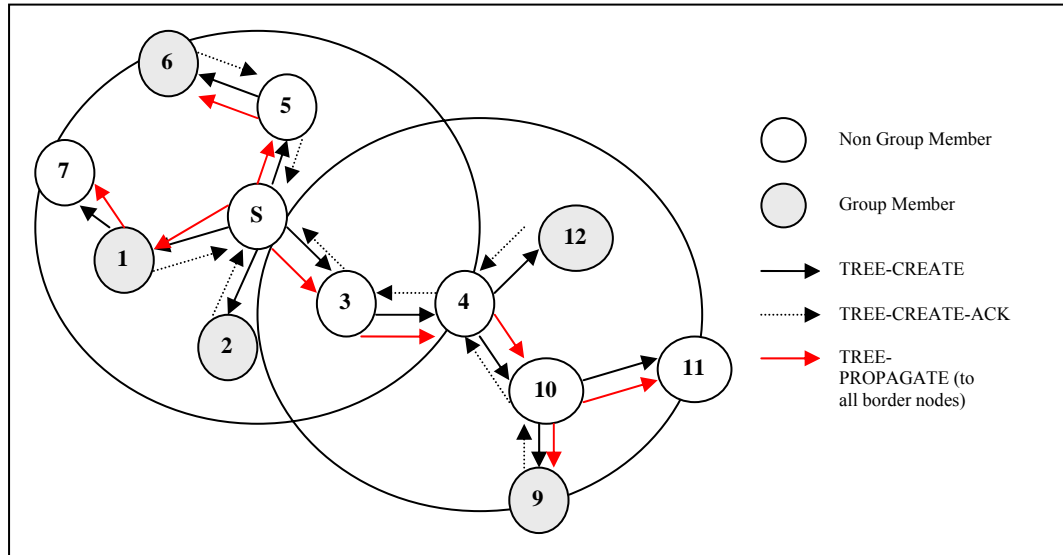 6
5
7
Non Group Member
S
Group Member
12
1
TREE-CREATE
3
4
TREE-CREATE-ACK
2
TREE-
PROPAGATE (to
all border nodes)
11
10
9